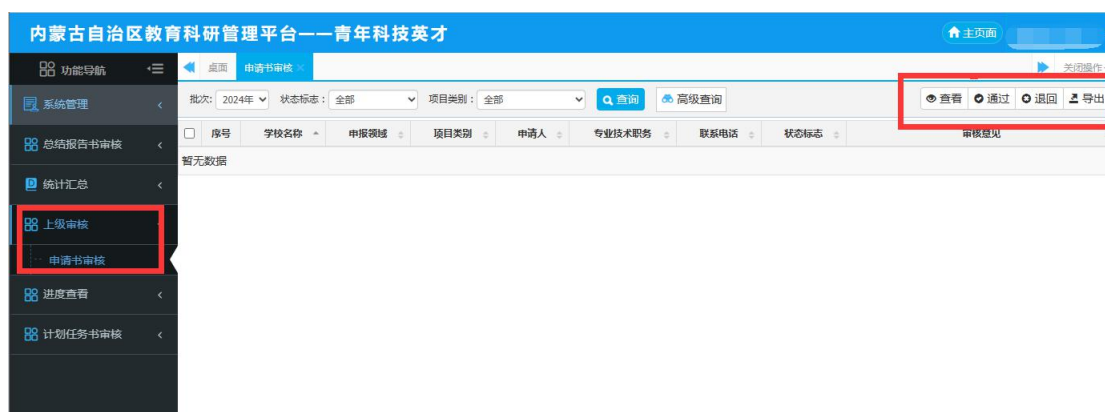 内蒙古自治区教育科研管理平台——青年科技英才 主页面
功能导航 桌面 申请书审核 关闭操作
系统管理 批次: 2024年 状态标志: 全部 项目类别: 全部 查询 高级查询 查看 通过 退回 导出
序号 学校名称 申报领域 项目类别 申请人 专业技术职务 联系电话 状态标志 审核意见
总结报告书审核
暂无数据
统计汇总
上级审核
申请书审核
进度查看
计划任务书审核